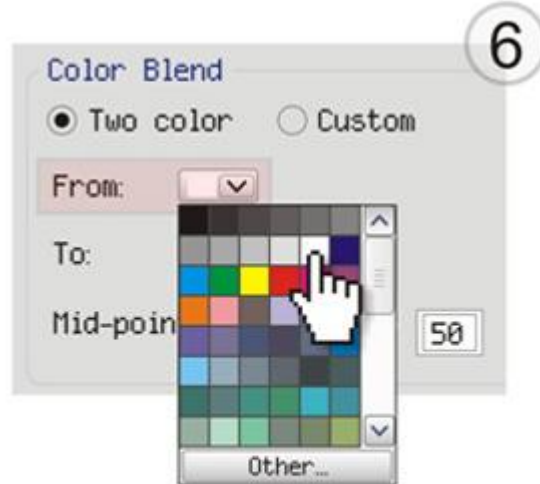 6
Color Blend
Two color Custom
From:
To:
Mid-poin 50
Other...